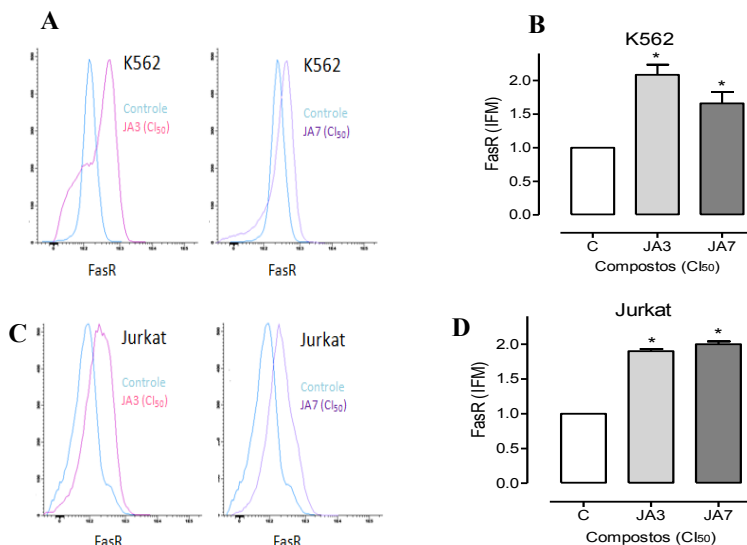 A
K562
Controle
JA3 (CI50)
FasR
K562
Controle
JA7 (CI50)
FasR
B
K562
FasR (IFM)
2.0
1.5
1.0
0.5
0.0
*
*
C JA3 JA7
Compostos (CI50)
C
Jurkat
Controle
JA3 (CI50)
FasR
Jurkat
Controle
JA7 (CI50)
FasR
D
Jurkat
FasR (IFM)
2.0
1.5
1.0
0.5
0.0
*
*
C JA3 JA7
Compostos (CI50)